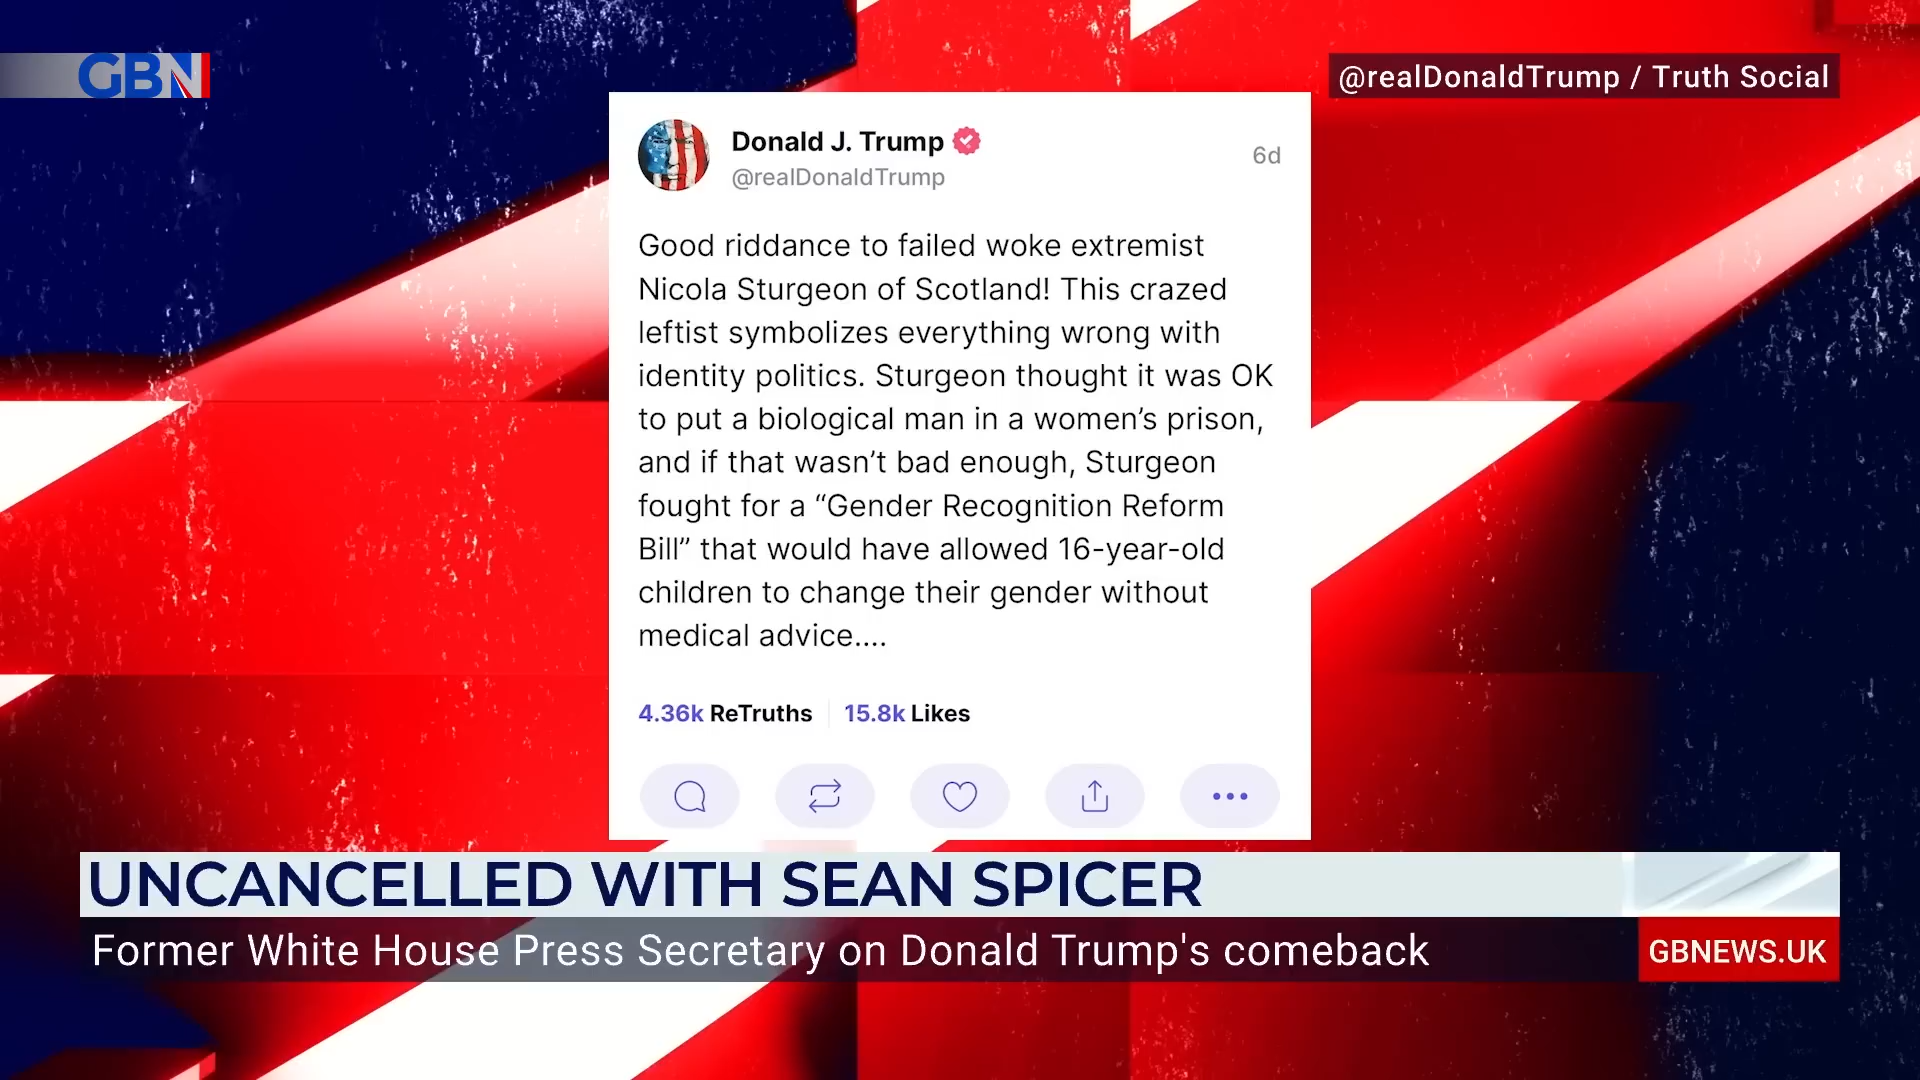 GBN
@realDonaldTrump / Truth Social
Donald J. Trump
6d
@realDonaldTrump
Good riddance to failed woke extremist
Nicola Sturgeon of Scotland! This crazed
leftist symbolizes everything wrong with
identity politics. Sturgeon thought it was OK
to put a biological man in a women’s prison,
and if that wasn’t bad enough, Sturgeon
fought for a “Gender Recognition Reform
Bill” that would have allowed 16-year-old
children to change their gender without
medical advice....
4.36k ReTruths 15.8k Likes
UNCANCELLED WITH SEAN SPICER
Former White House Press Secretary on Donald Trump's comeback
GBNEWS.UK